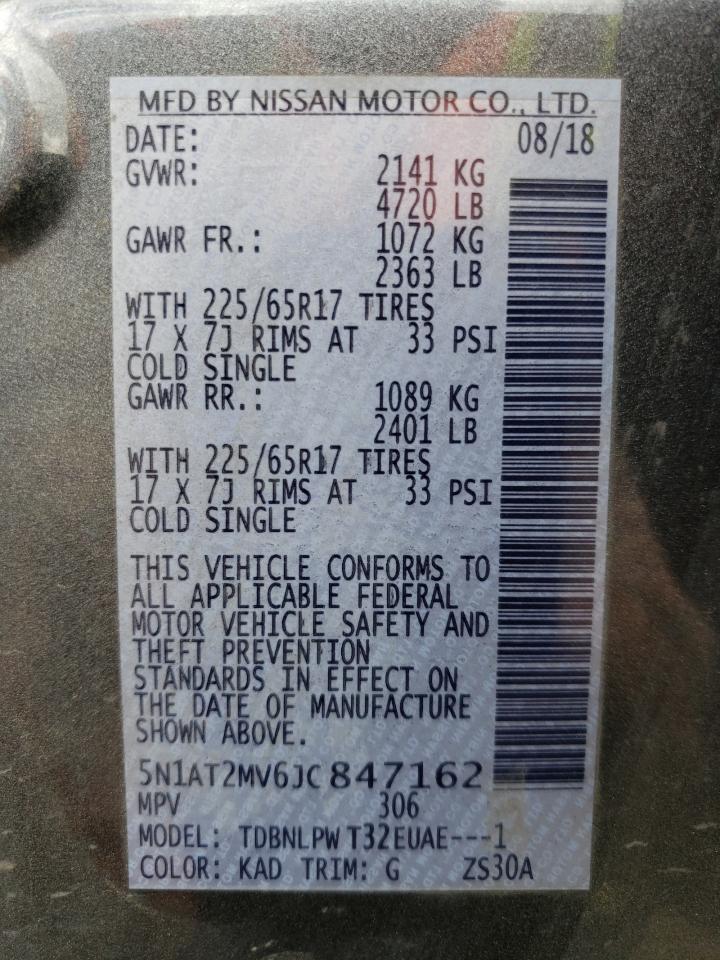 MFD BY NISSAN MOTOR CO., LTD.
DATE: 08/18
GVWR: 2141 KG
4720 LB
GAWR FR.: 1072 KG
2363 LB
WITH 225/65R17 TIRES
17 X 7J RIMS AT 33 PSI
COLD SINGLE
GAWR RR.: 1089 KG
2401 LB
WITH 225/65R17 TIRES
17 X 7J RIMS AT 33 PSI
COLD SINGLE
THIS VEHICLE CONFORMS TO
ALL APPLICABLE FEDERAL
MOTOR VEHICLE SAFETY AND
THEFT PREVENTION
STANDARDS IN EFFECT ON
THE DATE OF MANUFACTURE
SHOWN ABOVE.
5N1AT2MV6JC847162
MPV 306
MODEL: TDBNLPW T32EUAE---1
COLOR: KAD TRIM: G ZS30A